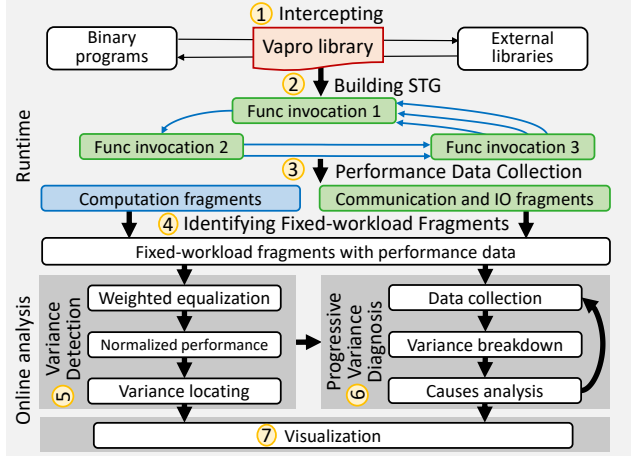 1 Intercepting
Binary programs
Vapro library
External libraries
2 Building STG
Func invocation 1
Func invocation 2
Func invocation 3
3 Performance Data Collection
Runtime
Computation fragments
Communication and IO fragments
4 Identifying Fixed-workload Fragments
Fixed-workload fragments with performance data
Online analysis
5 Variance Detection
Weighted equalization
Normalized performance
Variance locating
6 Progressive Variance Diagnosis
Data collection
Variance breakdown
Causes analysis
7 Visualization